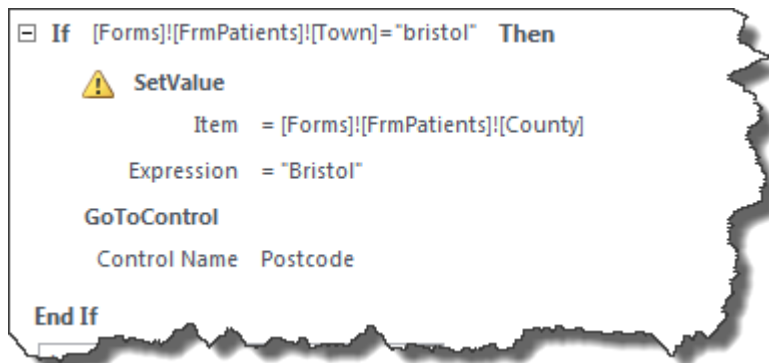 If [Forms]![FrmPatients]![Town]="bristol" Then
SetValue
Item = [Forms]![FrmPatients]![County]
Expression = "Bristol"
GoToControl
Control Name Postcode
End If